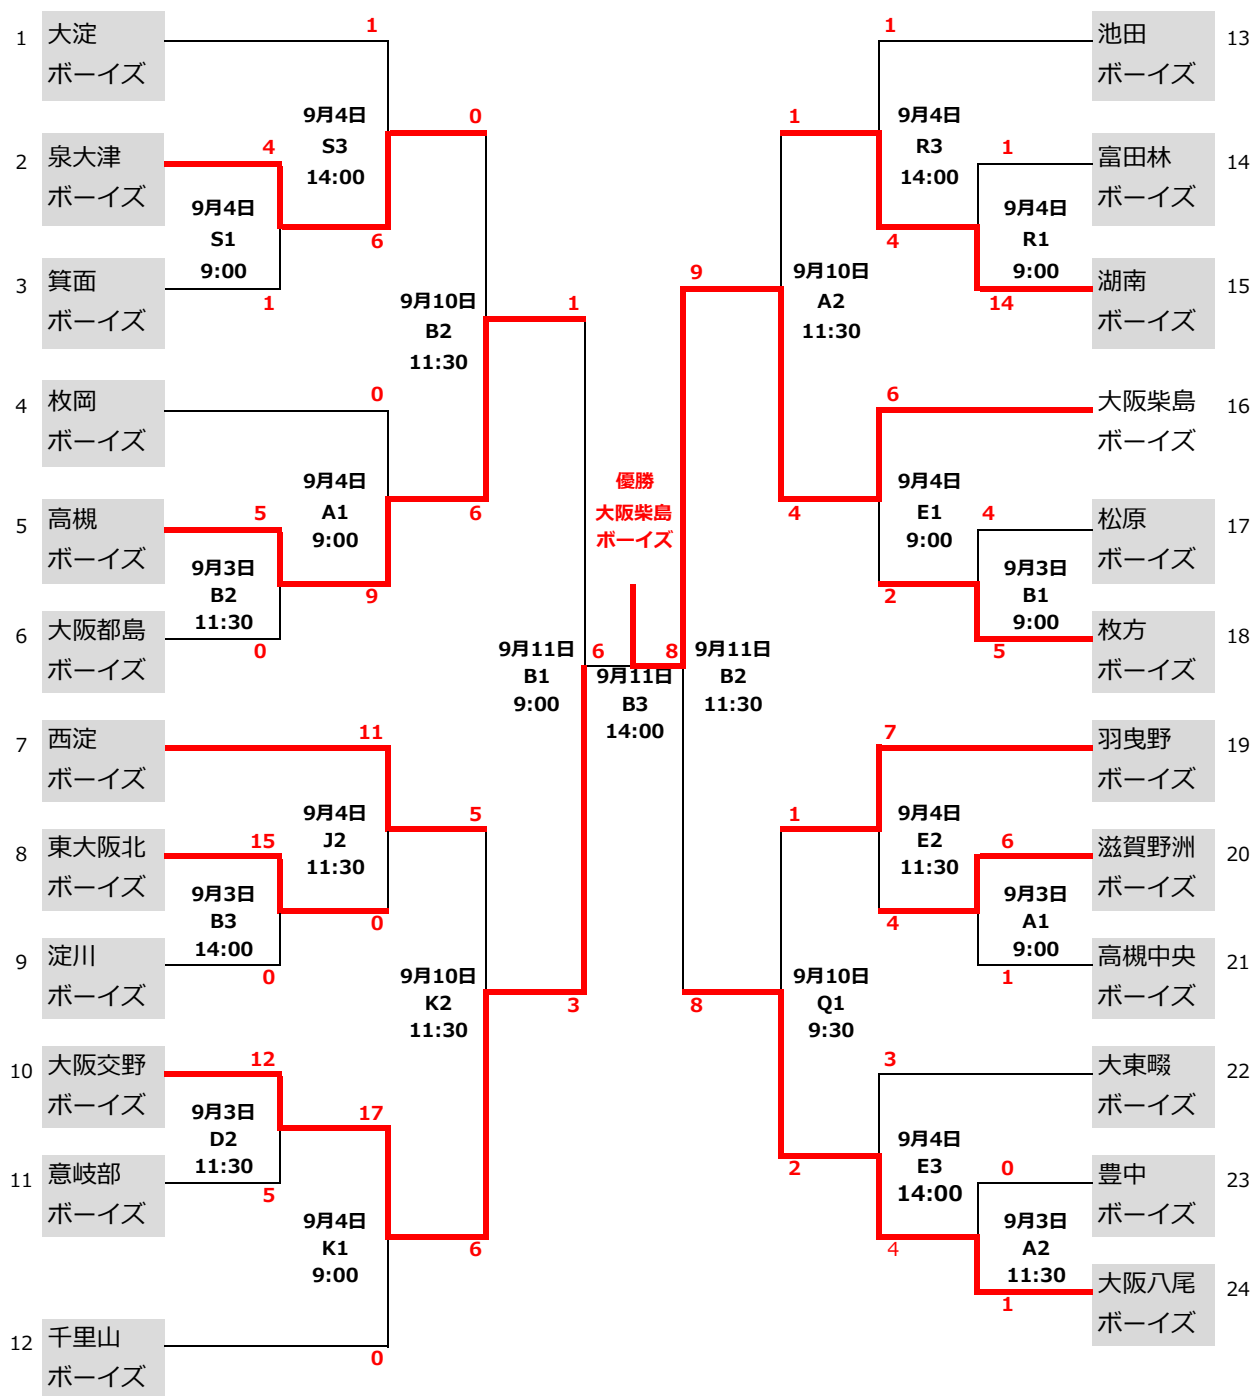 1
大淀
ボーイズ
1
9月4日
S3
14:00
0
2
泉大津
ボーイズ
4
9月4日
S1
9:00
6
3
箕面
ボーイズ
1
9月10日
B2
11:30
1
4
枚岡
ボーイズ
0
9月4日
A1
9:00
6
5
高槻
ボーイズ
5
9月3日
B2
11:30
9
6
大阪都島
ボーイズ
0
9月11日
B1
9:00
7
西淀
ボーイズ
11
9月4日
J2
11:30
5
8
東大阪北
ボーイズ
15
9月3日
B3
14:00
0
9
淀川
ボーイズ
0
9月10日
K2
11:30
3
10
大阪交野
ボーイズ
12
9月3日
D2
11:30
17
11
意岐部
ボーイズ
5
9月4日
K1
9:00
6
12
千里山
ボーイズ
0
優勝
大阪柴島
ボーイズ
6
8
9月11日
B3
14:00
1
池田
ボーイズ
13
1
9月4日
R3
14:00
1
富田林
ボーイズ
14
9月4日
R1
9:00
4
14
湖南
ボーイズ
15
9
9月10日
A2
11:30
6
大阪柴島
ボーイズ
16
4
9月4日
E1
9:00
4
松原
ボーイズ
17
9月3日
B1
9:00
2
5
枚方
ボーイズ
18
9月11日
B2
11:30
7
羽曳野
ボーイズ
19
1
9月4日
E2
11:30
6
滋賀野洲
ボーイズ
20
9月3日
A1
9:00
4
1
高槻中央
ボーイズ
21
8
9月10日
Q1
9:30
3
大東畷
ボーイズ
22
2
9月4日
E3
14:00
0
豊中
ボーイズ
23
9月3日
A2
11:30
4
1
大阪八尾
ボーイズ
24